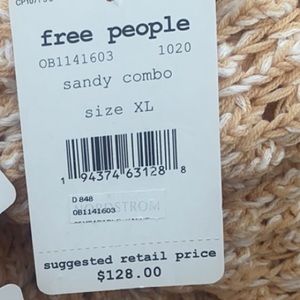 free people
OB1141603 1020
sandy combo
size XL
1 94374 63128 8
D 848
OB1141603
NORDSTROM
suggested retail price
$128.00